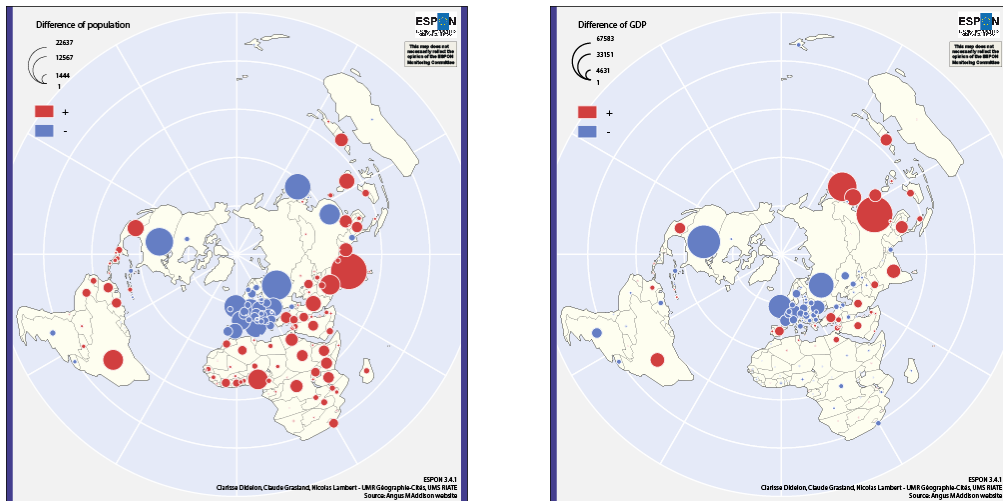 Difference of population
22637
12567
1444
1
+
-
ESPON
This map does not
necessarily reflect the
opinion of the ESPON
Monitoring Committee
ESPON 3.4.1
Clarisse Didelon, Claude Grasland, Nicolas Lambert - UMR Géographie-Cités, UMS RIATE
Source: Angus MAddison website
Difference of GDP
67583
33151
4631
1
+
-
ESPON
This map does not
necessarily reflect the
opinion of the ESPON
Monitoring Committee
ESPON 3.4.1
Clarisse Didelon, Claude Grasland, Nicolas Lambert - UMR Géographie-Cités, UMS RIATE
Source: Angus MAddison website